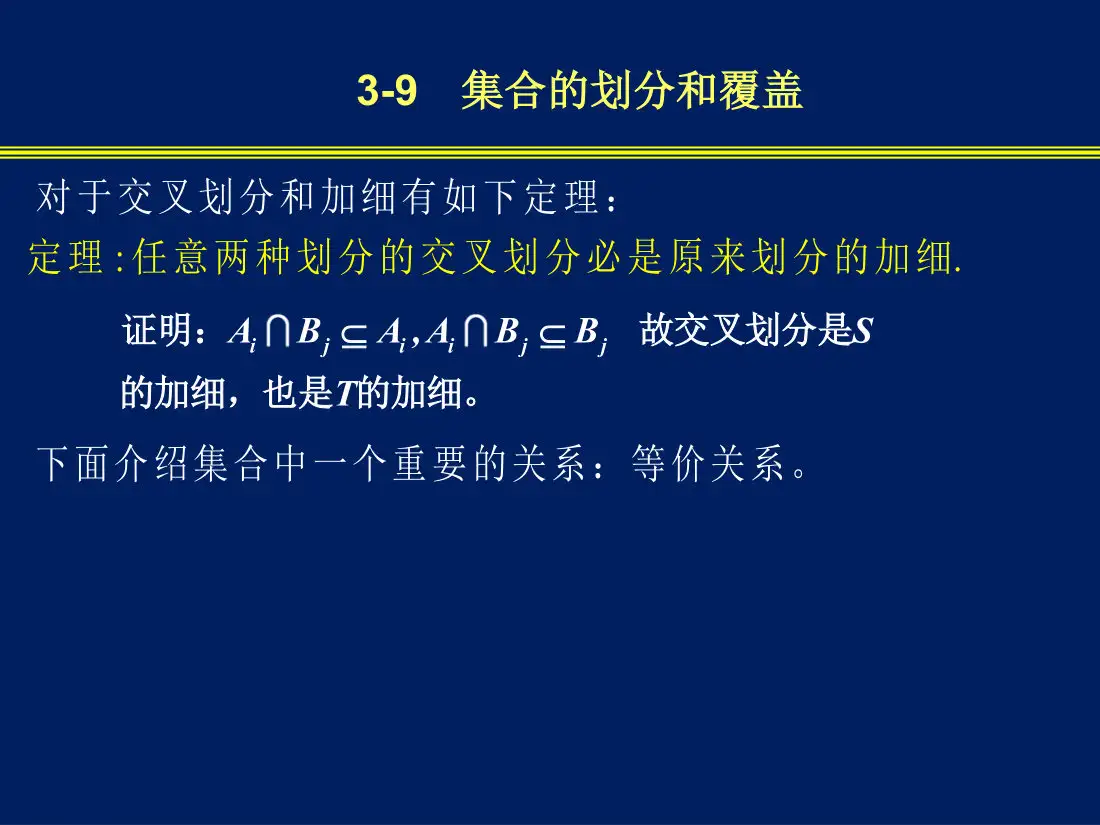 3-9 集合的划分和覆盖
对于交叉划分和加细有如下定理：
定理:任意两种划分的交叉划分必是原来划分的加细.
证明：Ai∩Bj⊆Ai,Ai∩Bj⊆Bj 故交叉划分是S
的加细，也是T的加细。
下面介绍集合中一个重要的关系：等价关系。